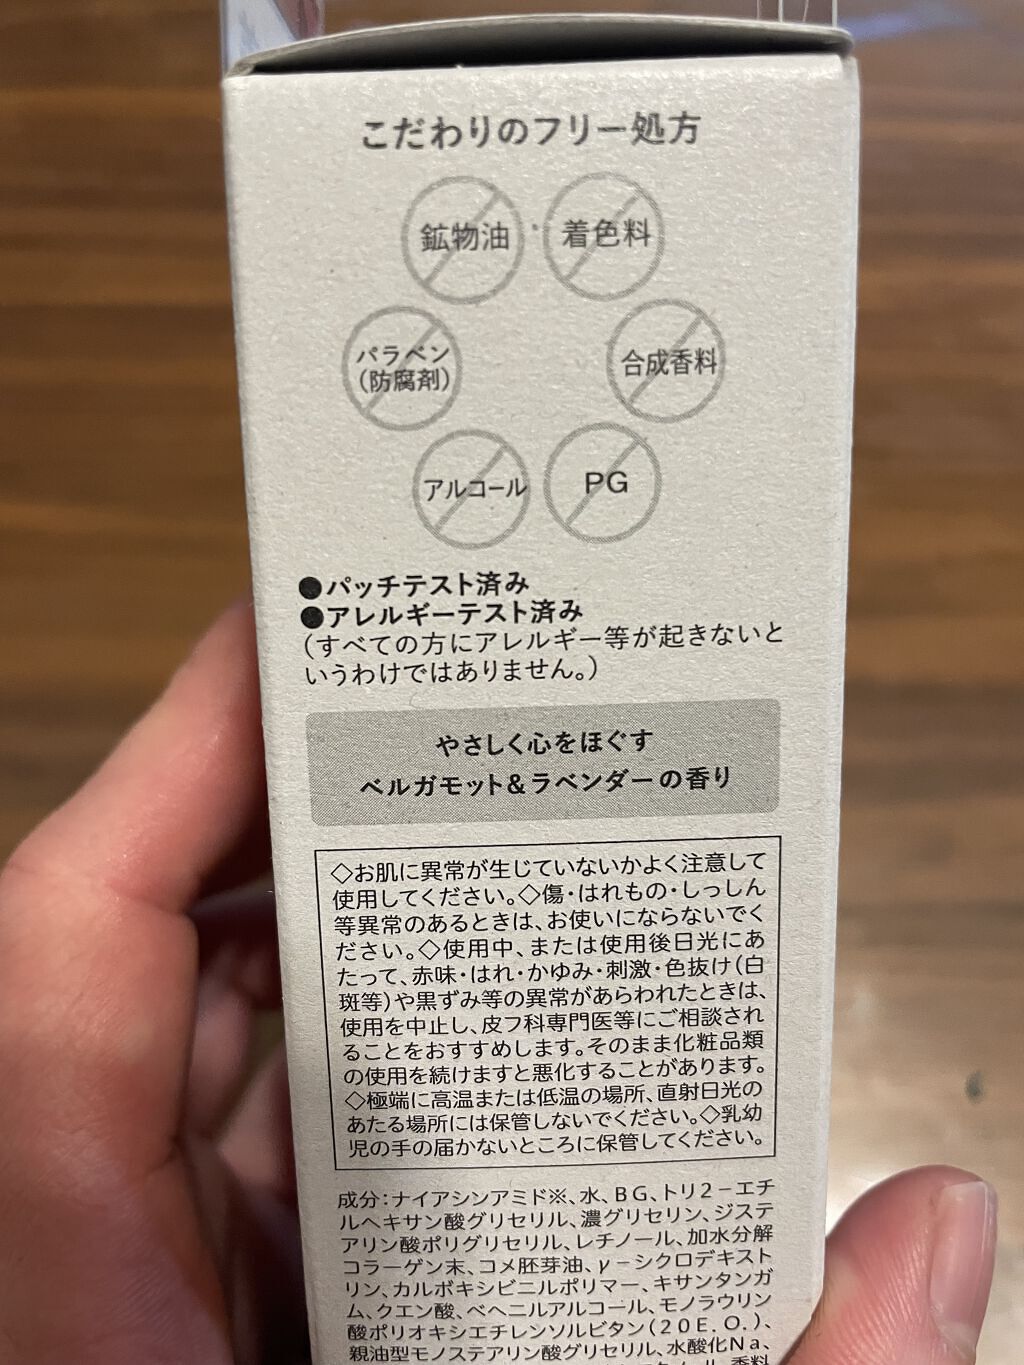 こだわりのフリー処方
鉱物油
着色料
パラベン
(防腐剤)
合成香料
アルコール
PG
●パッチテスト済み
●アレルギーテスト済み
(すべての方にアレルギー等が起きないと
いうわけではありません。)
やさしく心をほぐす
ベルガモット&ラベンダーの香り
◇お肌に異常が生じていないかよく注意して
使用してください。◇傷・はれもの・しっしん
等異常のあるときは、お使いにならないでく
ださい。◇使用中、または使用後日光にあ
たって、赤味・はれ・かゆみ・刺激・色抜け(白
斑等)や黒ずみ等の異常があらわれたときは、
使用を中止し、皮フ科専門医等にご相談され
ることをおすすめします。そのまま化粧品類
の使用を続けますと悪化することがあります。
◇極端に高温または低温の場所、直射日光の
あたる場所には保管しないでください。◇乳幼
児の手の届かないところに保管してください。
成分:ナイアシンアミド※、水、BG、トリ2-エチ
ルヘキサン酸グリセリル、濃グリセリン、ジステ
アリン酸ポリグリセリル、レチノール、加水分解
コラーゲン末、コメ胚芽油、γ-シクロデキスト
リン、カルボキシビニルポリマー、キサンタンガ
ム、クエン酸、ベヘニルアルコール、モノラウリン
酸ポリオキシエチレンソルビタン(20E.O.)、
親油型モノステアリン酸グリセリル、水酸化Na、
香料